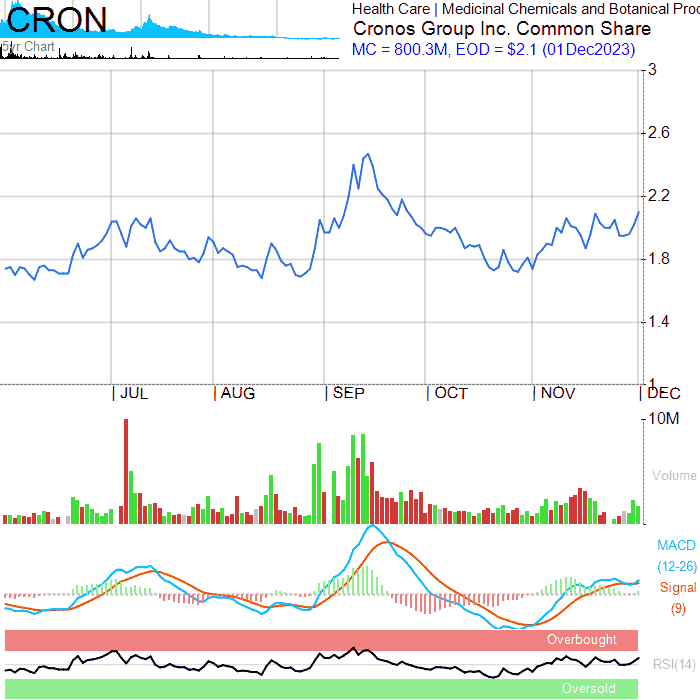 CRON
5yr Chart
Health Care | Medicinal Chemicals and Botanical Proc
Cronos Group Inc. Common Share
MC = 800.3M, EOD = $2.1 (01Dec2023)
3
2.6
2.2
1.8
1.4
1
| JUL | AUG | SEP | OCT | NOV | DEC
10M
Volume
MACD
(12-26)
Signal
(9)
Overbought
RSI(14)
Oversold